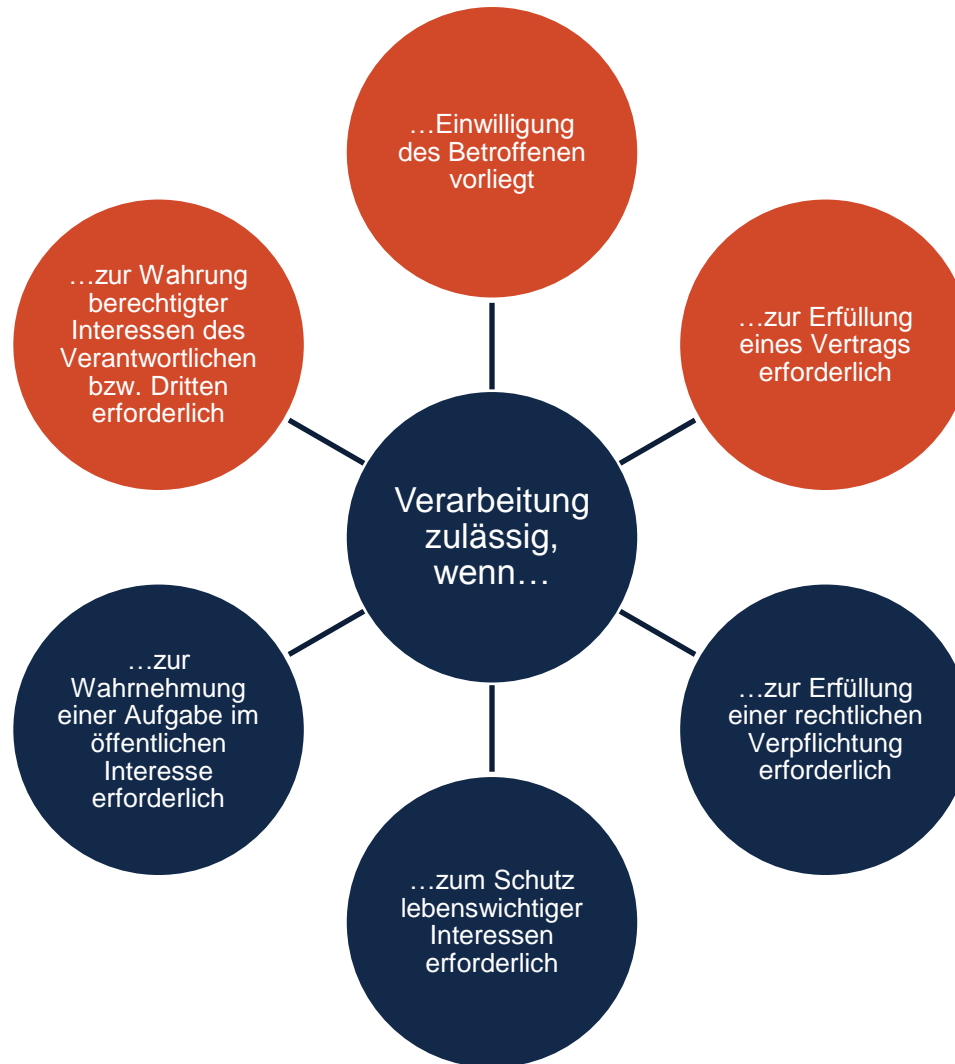 …Einwilligung
des Betroffenen
vorliegt
…zur Erfüllung
eines Vertrags
erforderlich
…zur Erfüllung
einer rechtlichen
Verpflichtung
erforderlich
…zum Schutz
lebenswichtiger
Interessen
erforderlich
…zur
Wahrnehmung
einer Aufgabe im
öffentlichen
Interesse
erforderlich
…zur Wahrung
berechtigter
Interessen des
Verantwortlichen
bzw. Dritten
erforderlich
Verarbeitung
zulässig,
wenn…